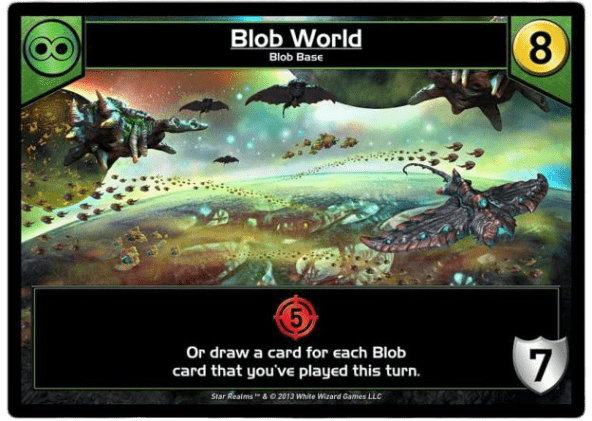 Blob World
8
Blob Base
5
Or draw a card for each Blob
card that you've played this turn.
7
Star Realms™ & © 2013 White Wizard Games LLC